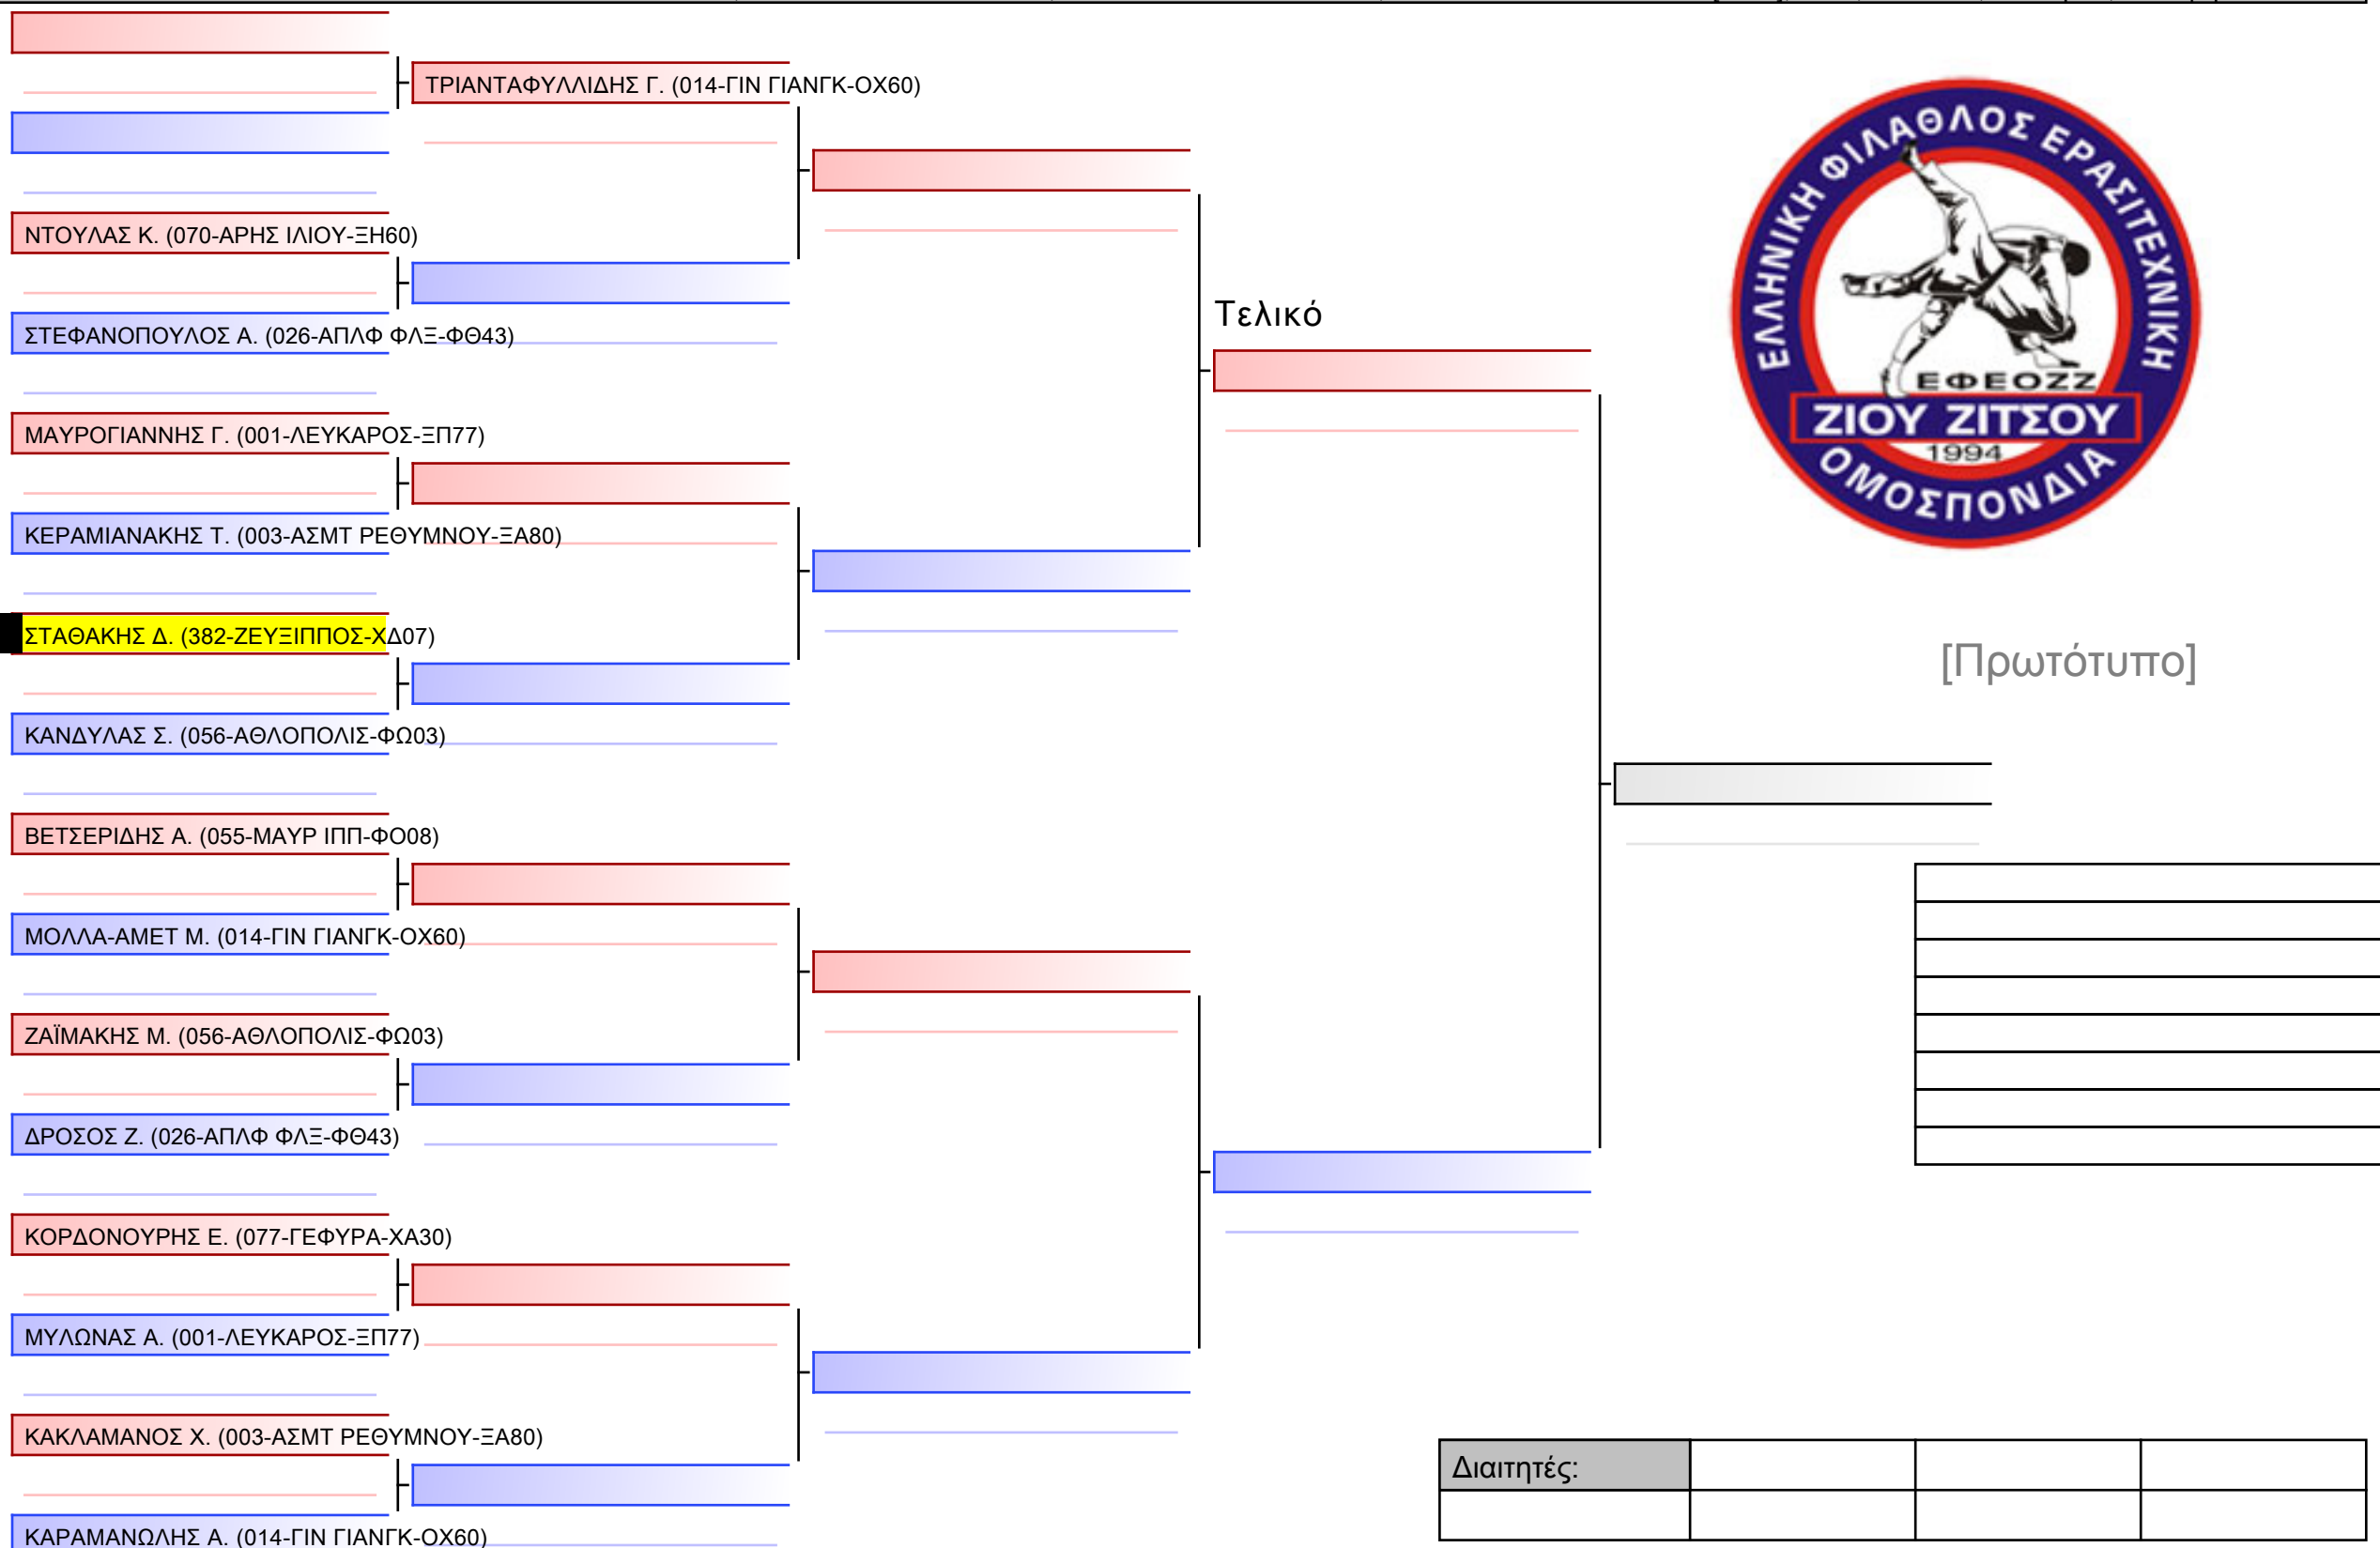 ΤΡΙΑΝΤΑΦΥΛΛΙΔΗΣ Γ. (014-ΓΙΝ ΓΙΑΝΓΚ-ΟΧ60)
ΝΤΟΥΛΑΣ Κ. (070-ΑΡΗΣ ΙΛΙΟΥ-ΞΗ60)
ΣΤΕΦΑΝΟΠΟΥΛΟΣ Α. (026-ΑΠΛΦ ΦΛΞ-ΦΘ43)
ΜΑΥΡΟΓΙΑΝΝΗΣ Γ. (001-ΛΕΥΚΑΡΟΣ-ΞΠ77)
ΚΕΡΑΜΙΑΝΑΚΗΣ Τ. (003-ΑΣΜΤ ΡΕΘΥΜΝΟΥ-ΞΑ80)
ΣΤΑΘΑΚΗΣ Δ. (382-ΖΕΥΞΙΠΠΟΣ-ΧΔ07)
ΚΑΝΔΥΛΑΣ Σ. (056-ΑΘΛΟΠΟΛΙΣ-ΦΩ03)
ΒΕΤΣΕΡΙΔΗΣ Α. (055-ΜΑΥΡ ΙΠΠ-ΦΟ08)
ΜΟΛΛΑ-ΑΜΕΤ Μ. (014-ΓΙΝ ΓΙΑΝΓΚ-ΟΧ60)
ΖΑΪΜΑΚΗΣ Μ. (056-ΑΘΛΟΠΟΛΙΣ-ΦΩ03)
ΔΡΟΣΟΣ Ζ. (026-ΑΠΛΦ ΦΛΞ-ΦΘ43)
ΚΟΡΔΟΝΟΥΡΗΣ Ε. (077-ΓΕΦΥΡΑ-ΧΑ30)
ΜΥΛΩΝΑΣ Α. (001-ΛΕΥΚΑΡΟΣ-ΞΠ77)
ΚΑΚΛΑΜΑΝΟΣ Χ. (003-ΑΣΜΤ ΡΕΘΥΜΝΟΥ-ΞΑ80)
ΚΑΡΑΜΑΝΩΛΗΣ Α. (014-ΓΙΝ ΓΙΑΝΓΚ-ΟΧ60)
Τελικό
ΕΛΛΗΝΙΚΗ ΦΙΛΑΘΛΟΣ ΕΡΑΣΙΤΕΧΝΙΚΗ
ΕΦΕΟΖΖ
ΖΙΟΥ ΖΙΤΣΟΥ
1994
ΟΜΟΣΠΟΝΔΙΑ
[Πρωτότυπο]
Διαιτητές: